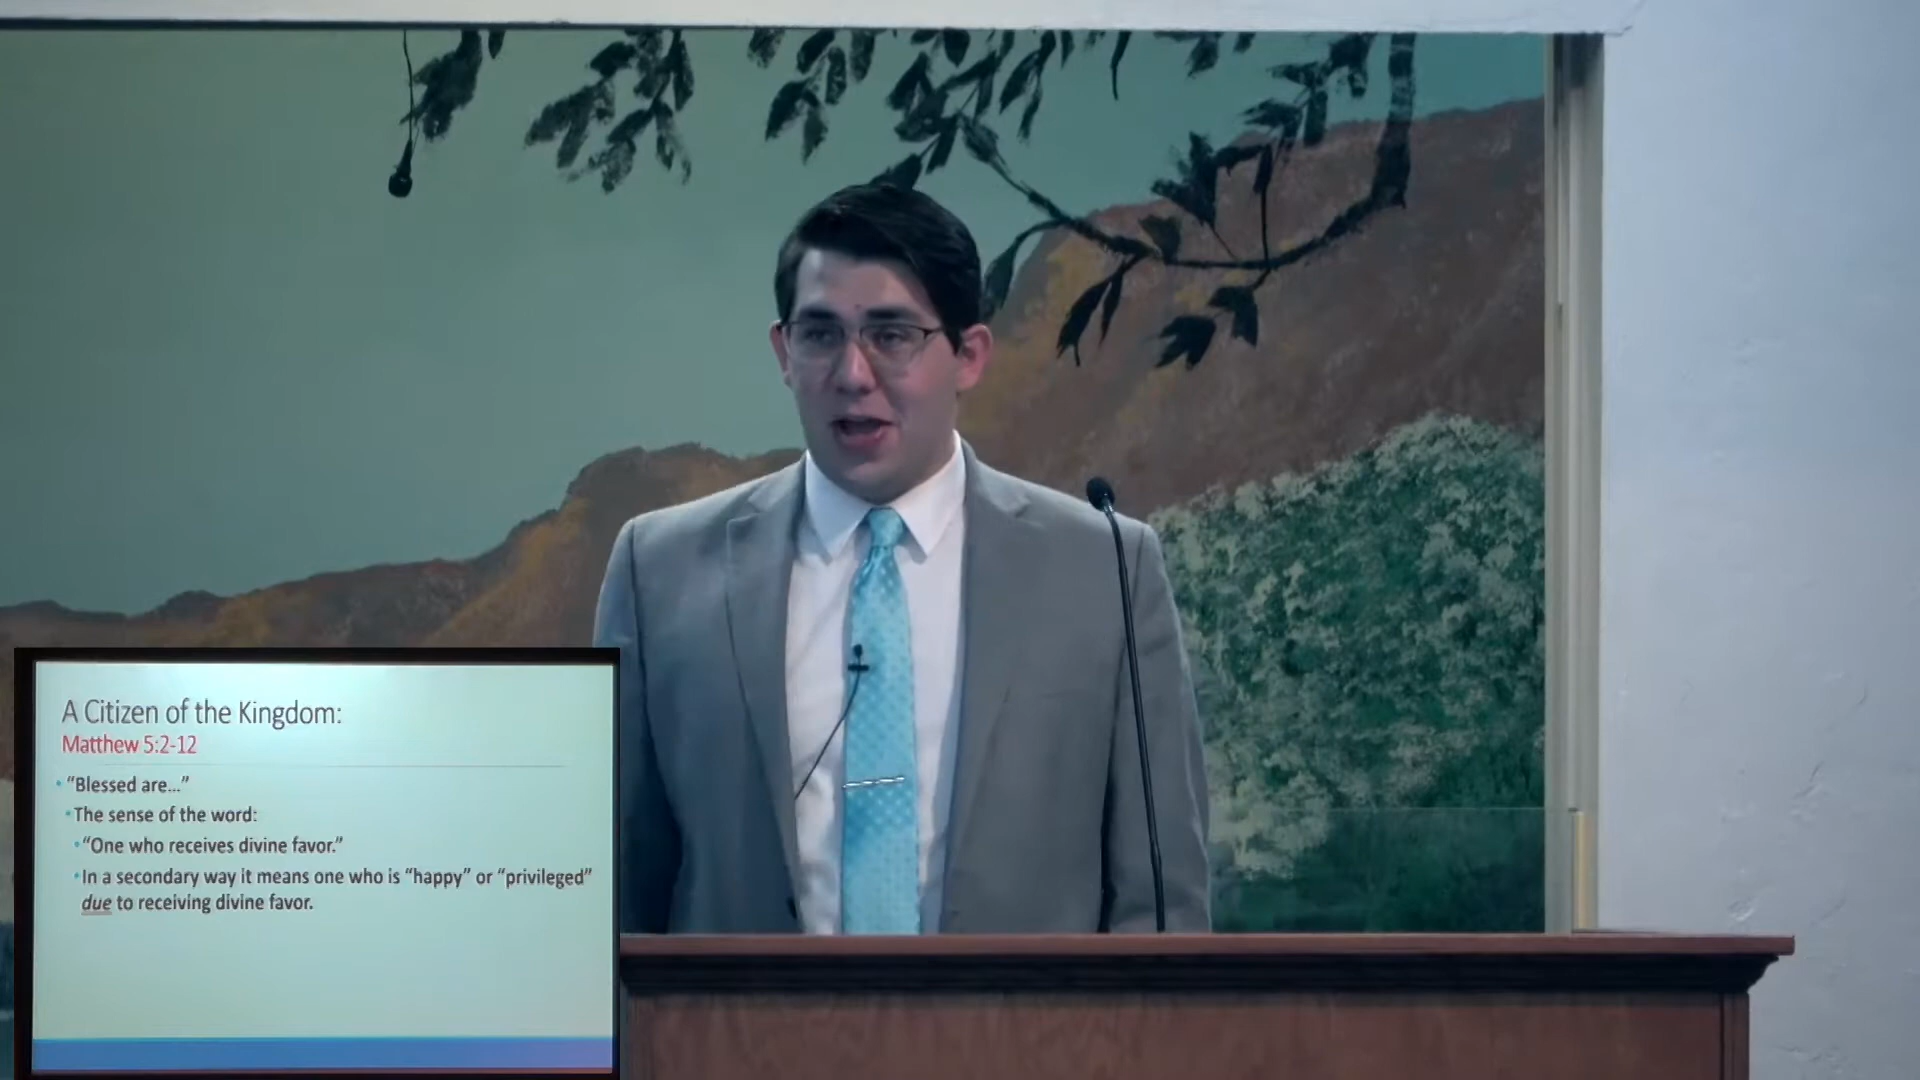 A Citizen of the Kingdom:
Matthew 5:2-12
• “Blessed are…”
• The sense of the word:
• “One who receives divine favor.”
• In a secondary way it means one who is “happy” or “privileged”
due to receiving divine favor.